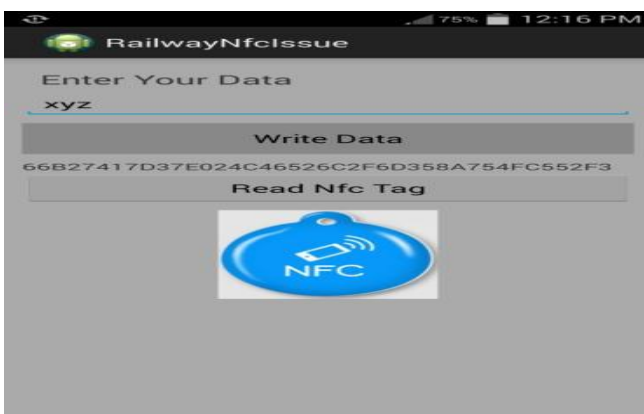 75% 12:16 PM
RailwayNfcIssue
Enter Your Data
xyz
Write Data
66B27417D37E024C46526C2F6D358A754FC552F3
Read Nfc Tag
NFC